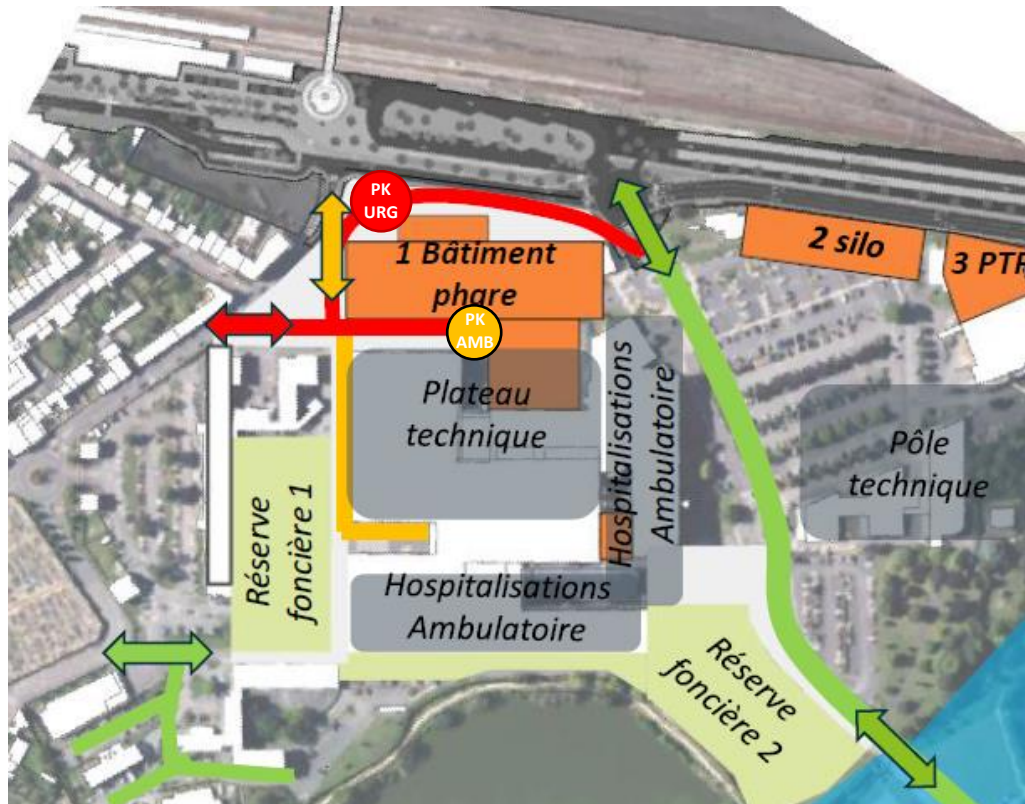 PK
URG
1 Bâtiment
phare
2 silo
3 PTR
PK
AMB
Plateau
technique
Hospitalisations
Ambulatoire
Pôle
technique
Réserve
foncière 1
Hospitalisations
Ambulatoire
Réserve
foncière 2